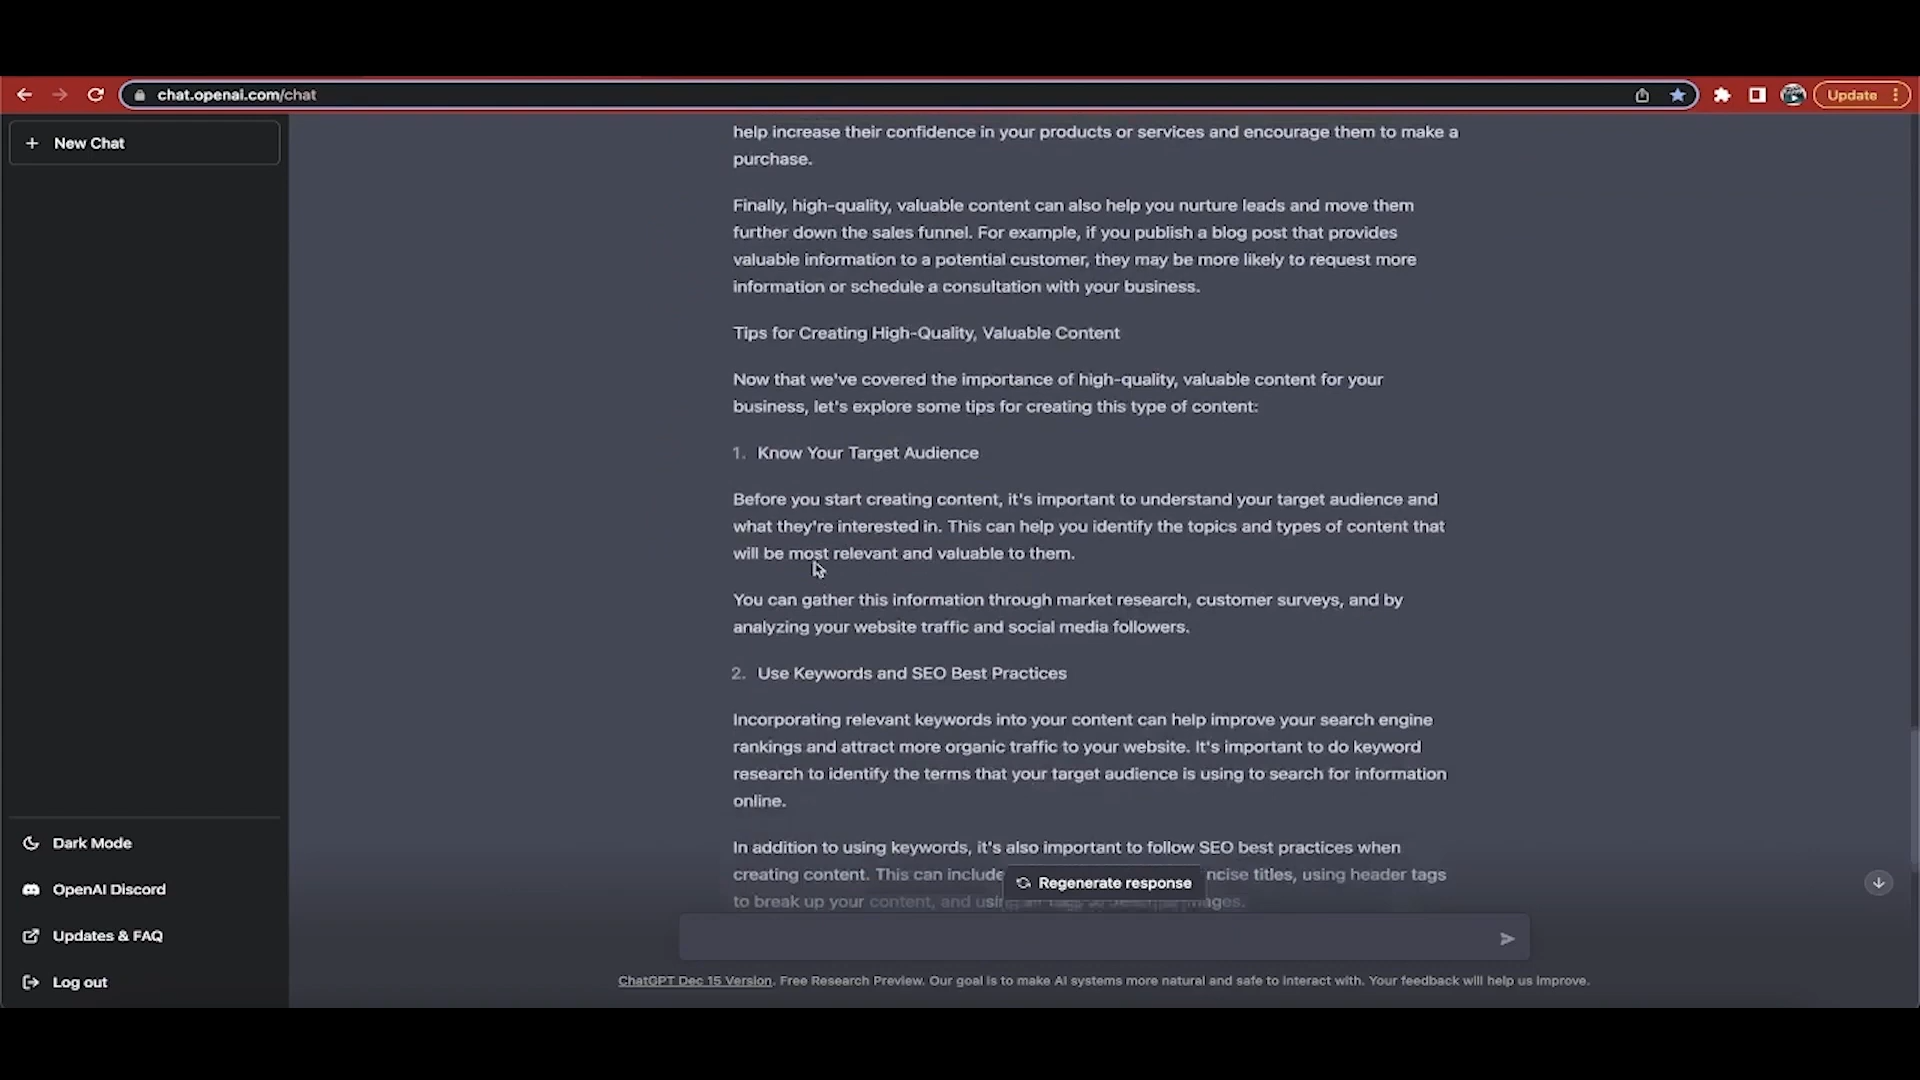 chat.openai.com/chat
Update
New Chat
help increase their confidence in your products or services and encourage them to make a
purchase.
Finally, high-quality, valuable content can also help you nurture leads and move them
further down the sales funnel. For example, if you publish a blog post that provides
valuable information to a potential customer, they may be more likely to request more
information or schedule a consultation with your business.
Tips for Creating High-Quality, Valuable Content
Now that we've covered the importance of high-quality, valuable content for your
business, let's explore some tips for creating this type of content:
1. Know Your Target Audience
Before you start creating content, it's important to understand your target audience and
what they're interested in. This can help you identify the topics and types of content that
will be most relevant and valuable to them.
You can gather this information through market research, customer surveys, and by
analyzing your website traffic and social media followers.
2. Use Keywords and SEO Best Practices
Incorporating relevant keywords into your content can help improve your search engine
rankings and attract more organic traffic to your website. It's important to do keyword
research to identify the terms that your target audience is using to search for information
online.
In addition to using keywords, it's also important to follow SEO best practices when
creating content. This can include ncise titles, using header tags
to break up your content, and
Regenerate response
Dark Mode
OpenAI Discord
Updates & FAQ
Log out
ChatGPT Dec 15 Version. Free Research Preview. Our goal is to make AI systems more natural and safe to interact with. Your feedback will help us improve.